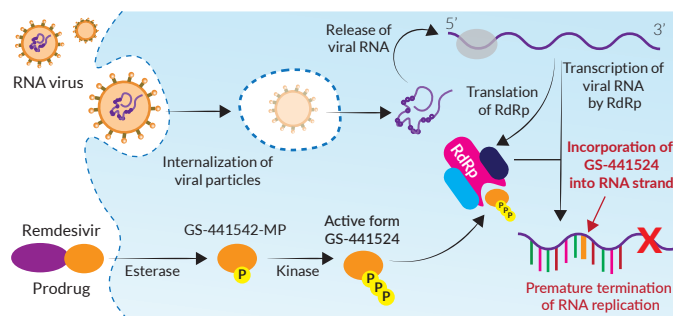 RNA virus
Release of
viral RNA
5’
3’
Translation
of RdRp
Transcription of
viral RNA
by RdRp
Internalization of
viral particles
RdRp
P
P
P
Incorporation of
GS-441524
into RNA strand
X
Remdesivir
Prodrug
Esterase
GS-441542-MP
P
Kinase
Active form
GS-441524
P
P
P
Premature termination
of RNA replication